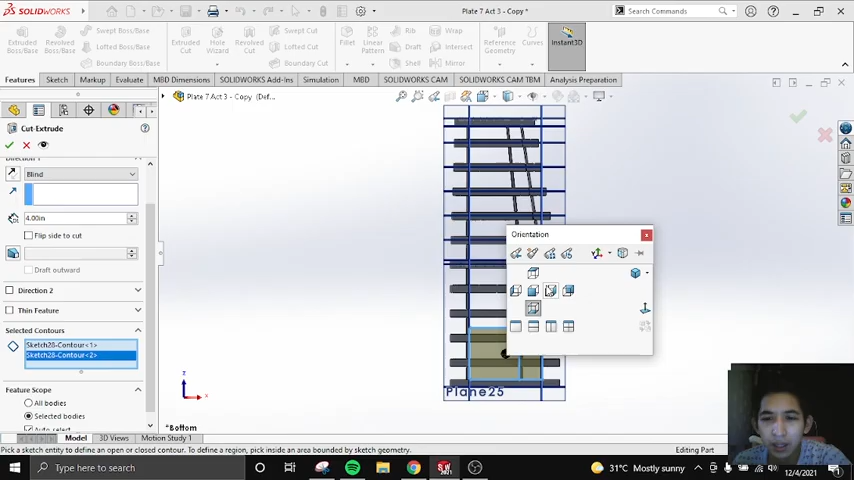 SOLIDWORKS
Plate 7 Act 3 - Copy *
Search Commands
Extruded Boss/Base
Revolved Boss/Base
Swept Boss/Base
Lofted Boss/Base
Boundary Boss/Base
Extruded Cut
Hole Wizard
Revolved Cut
Swept Cut
Lofted Cut
Boundary Cut
Fillet
Linear Pattern
Rib
Draft
Shell
Wrap
Intersect
Mirror
Reference Geometry
Curves
Instant3D
Features
Sketch
Markup
Evaluate
MBD Dimensions
SOLIDWORKS Add-Ins
Simulation
MBD
SOLIDWORKS CAM
SOLIDWORKS CAM TBM
Analysis Preparation
Plate 7 Act 3 - Copy (Def...
Cut-Extrude
Direction 1
Blind
4.00in
Flip side to cut
Draft outward
Direction 2
Thin Feature
Selected Contours
Sketch28-Contour<1>
Sketch28-Contour<2>
Feature Scope
All bodies
Selected bodies
Auto-select
Orientation
Plane25
z
x
*Bottom
Model
3D Views
Motion Study 1
Pick a sketch entity to define an open or closed contour. To define a region, pick inside an area bounded by sketch geometry.
Editing Part
Type here to search
31°C Mostly sunny
12/4/2021